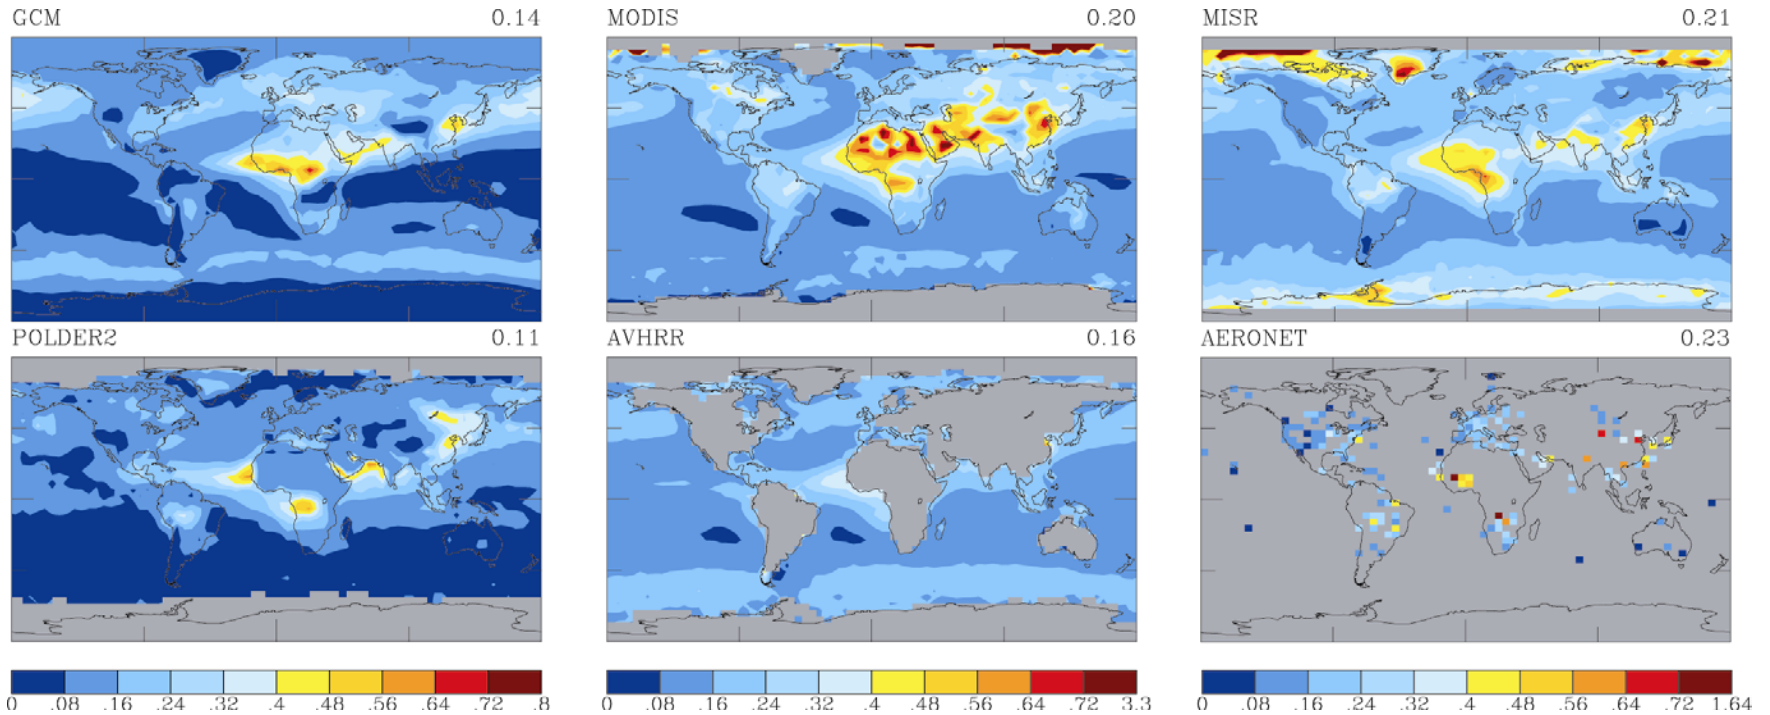 GCM 0.14 MODIS 0.20 MISR 0.21
POLDER2 0.11 AVHRR 0.16 AERONET 0.23
0 .08 .16 .24 .32 .4 .48 .56 .64 .72 .8 0 .08 .16 .24 .32 .4 .48 .56 .64 .72 3.3 0 .08 .16 .24 .32 .4 .48 .56 .64 .72 1.64